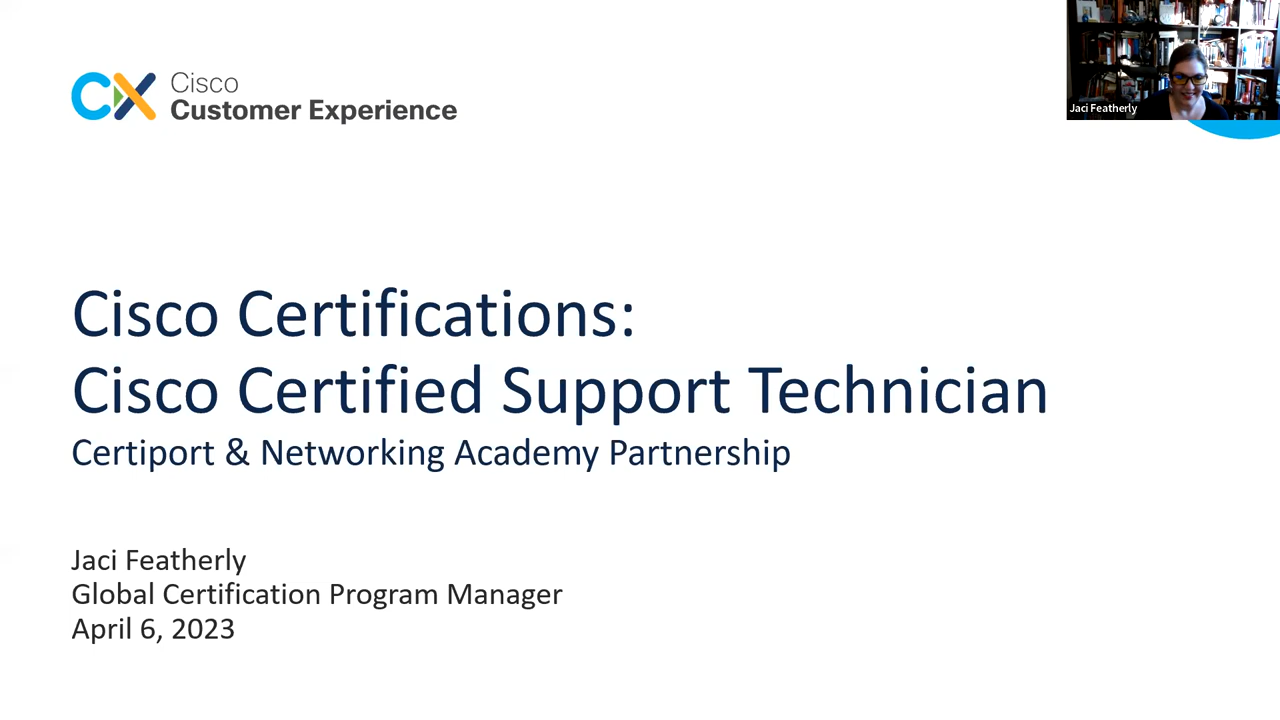 Cisco
Customer Experience
Jaci Featherly
Cisco Certifications:
Cisco Certified Support Technician
Certiport & Networking Academy Partnership
Jaci Featherly
Global Certification Program Manager
April 6, 2023